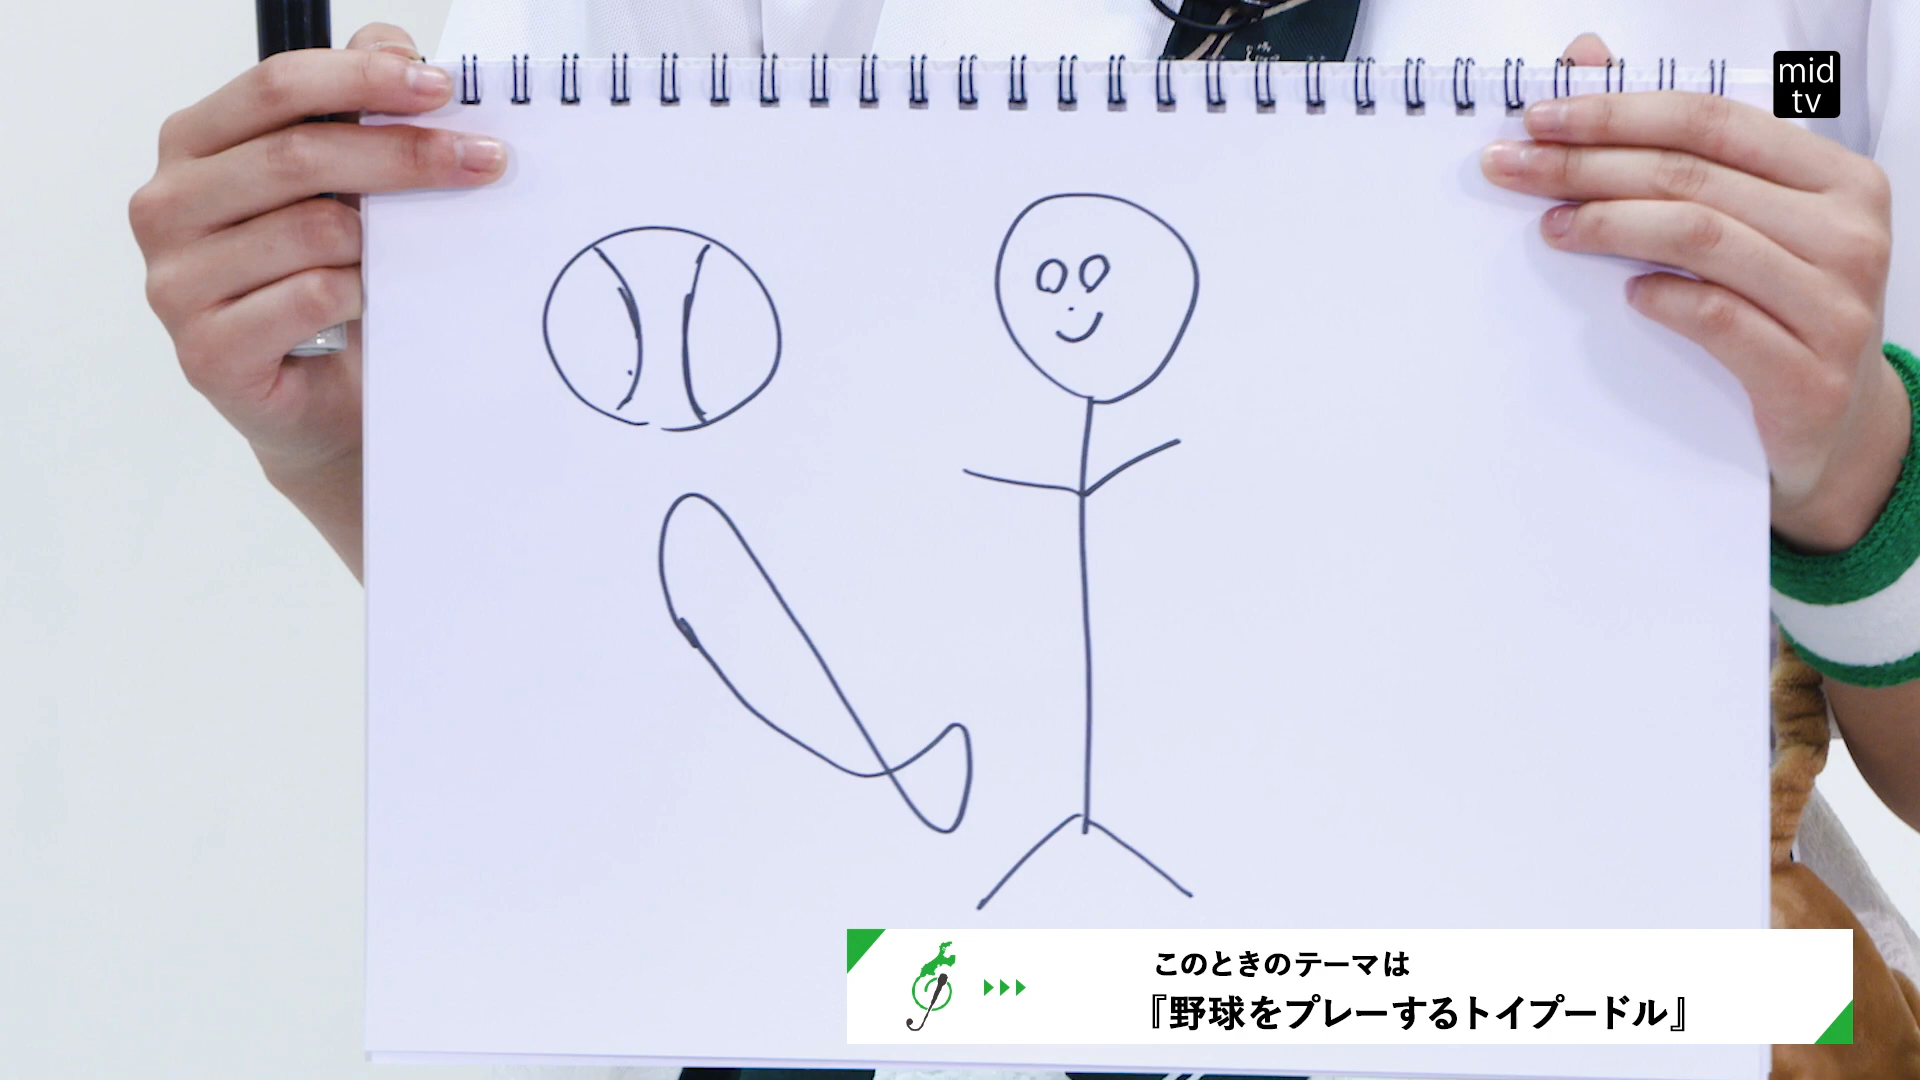 mid
tv
このときのテーマは
『野球をプレーするトイプードル』